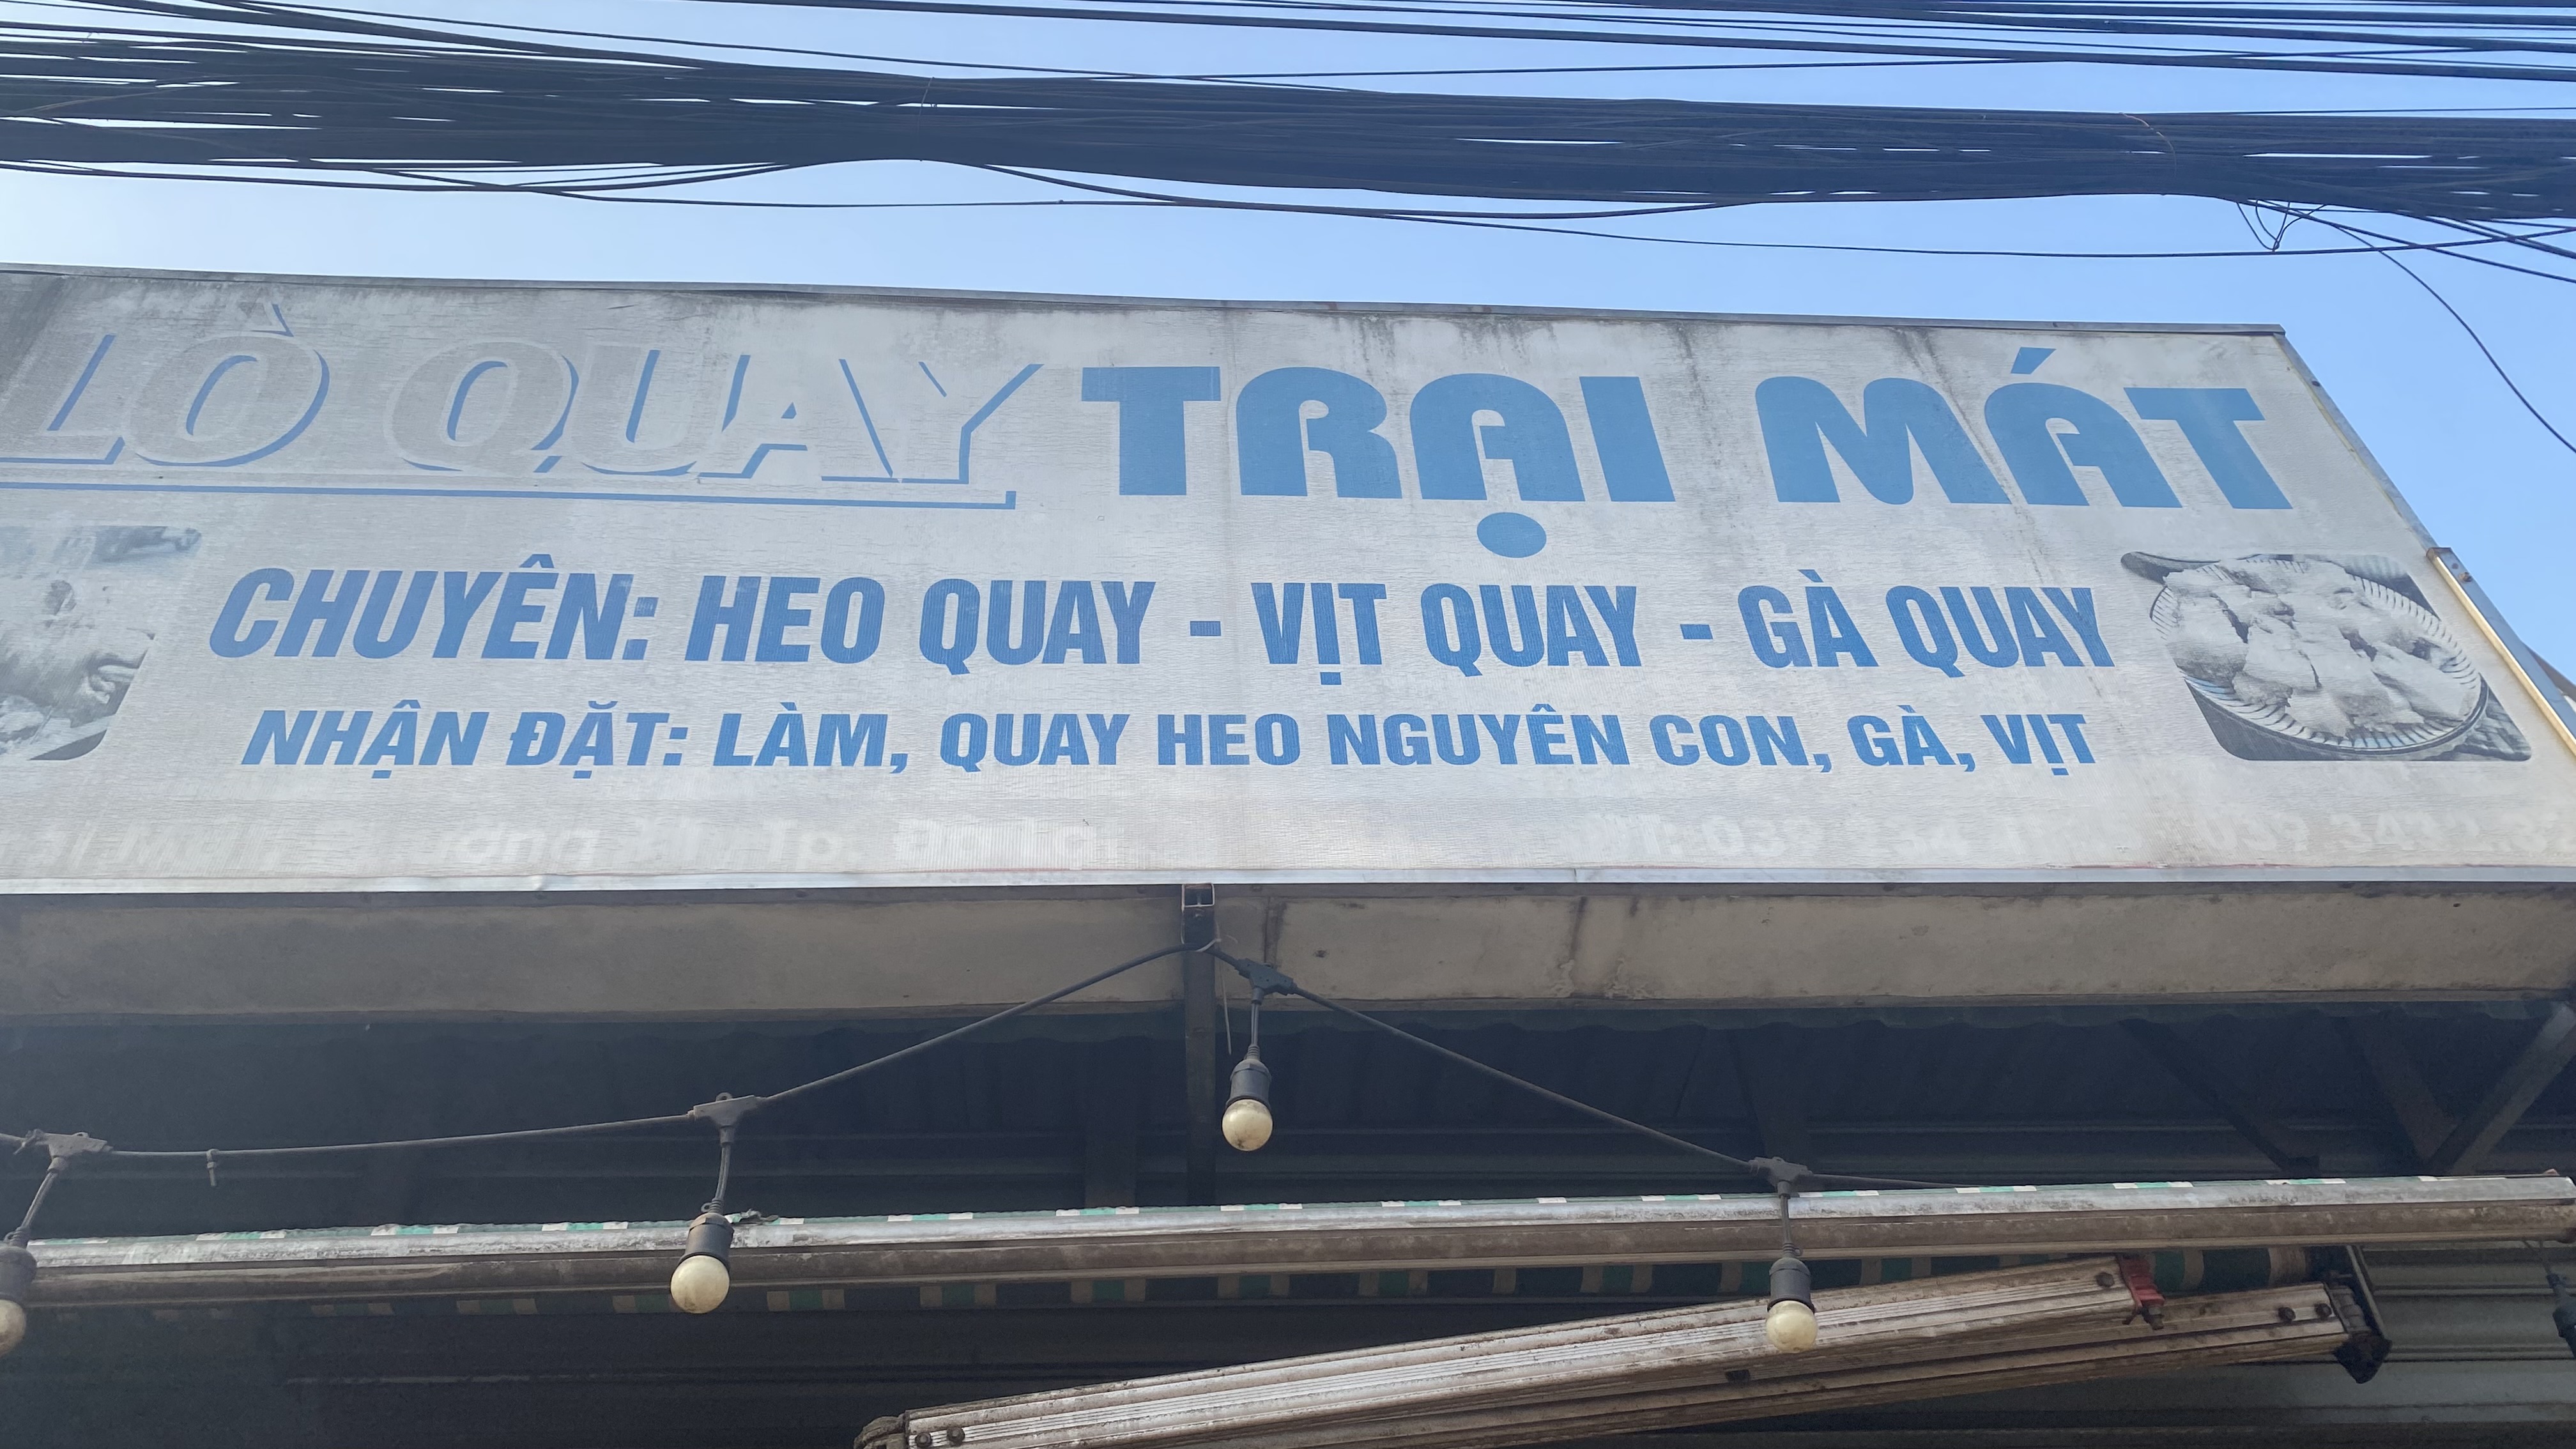 LÒ QUAY TRẠI MÁT
CHUYÊN: HEO QUAY - VỊT QUAY - GÀ QUAY
NHẬN ĐẶT: LÀM, QUAY HEO NGUYÊN CON, GÀ, VỊT
Tp.